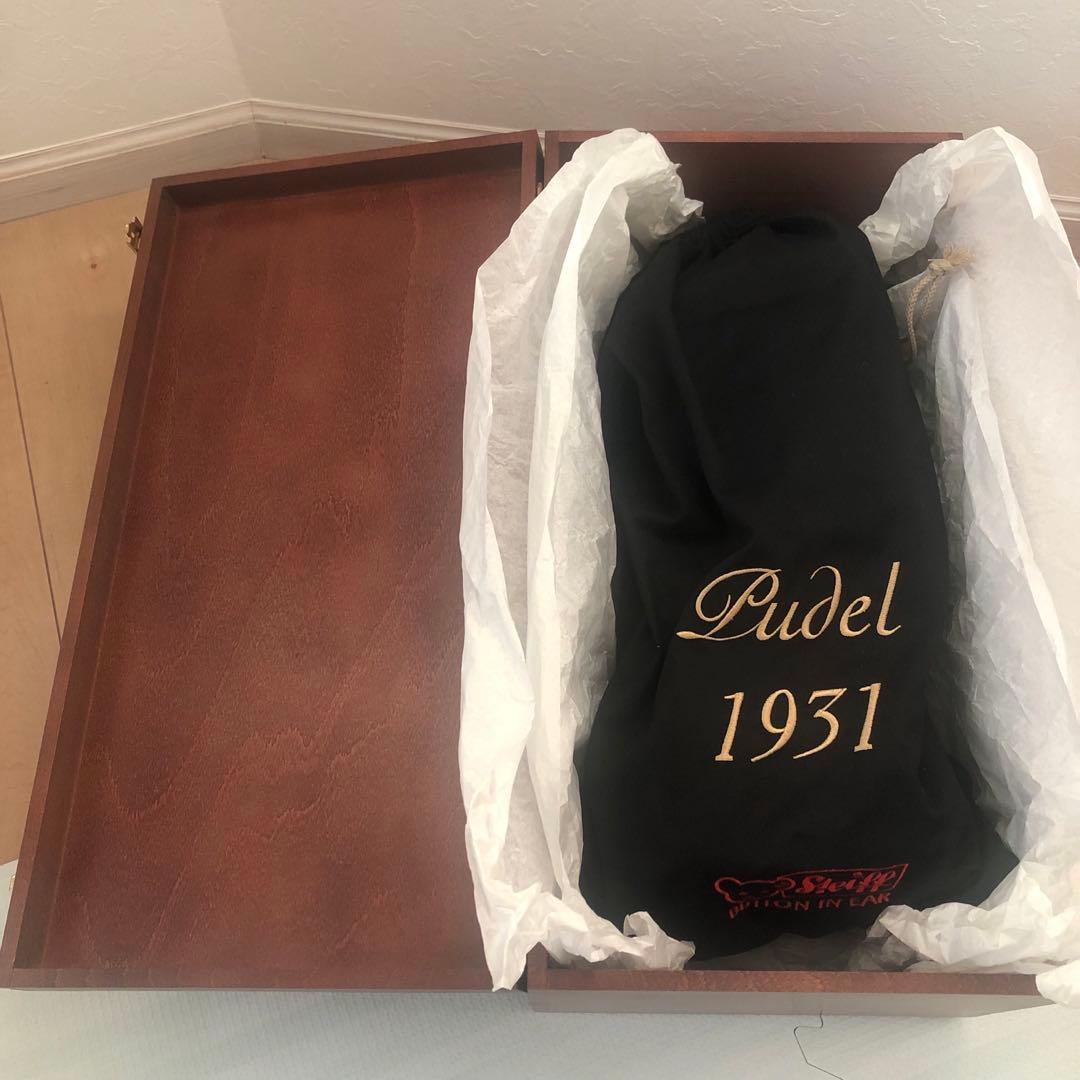 Pudel
1931
Steiff
BUTTON IN EAR